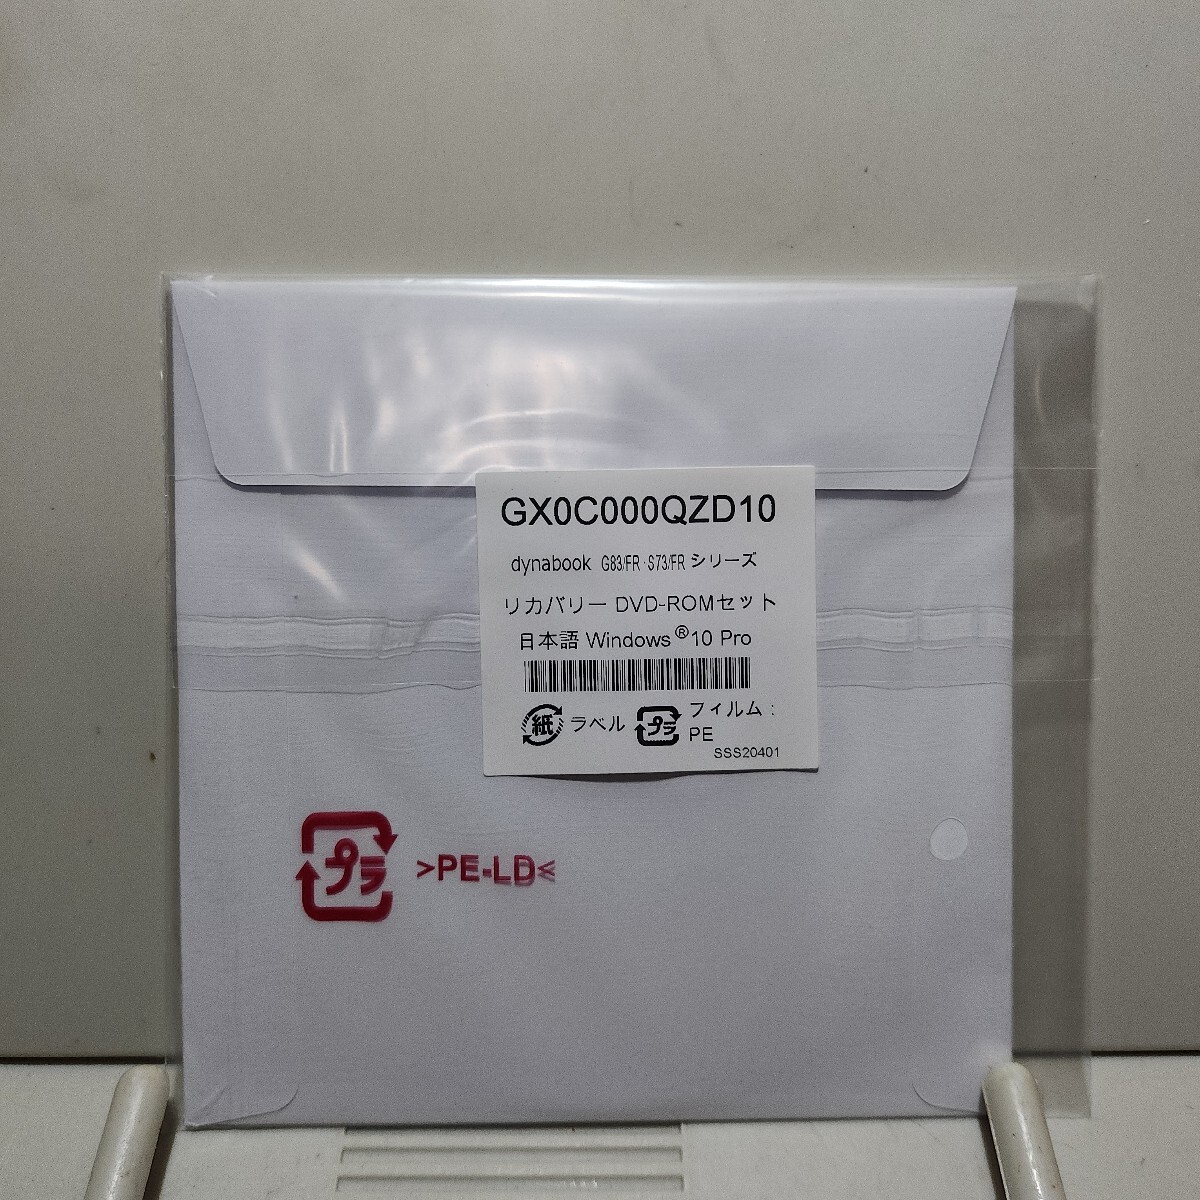 GX0C000QZD10
dynabook G83/FR･S73/FR シリーズ
リカバリー DVD-ROMセット
日本語 Windows®10 Pro
紙 ラベル プラ フィルム：
PE
SSS20401
プラ >PE-LD<